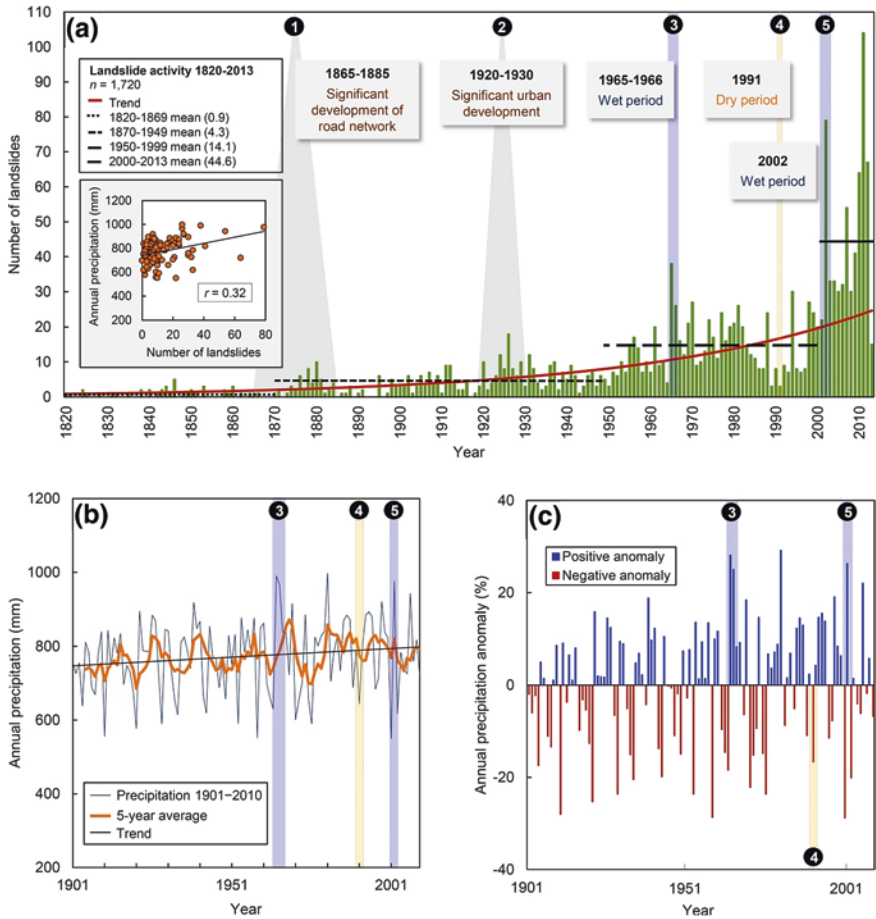 (a)
1
2
3
4
5
110
100
90
80
70
60
50
40
30
20
10
0
Number of landslides
Landslide activity 1820-2013
n = 1,720
Trend
1820-1869 mean (0.9)
1870-1949 mean (4.3)
1950-1999 mean (14.1)
2000-2013 mean (44.6)
1865-1885
Significant
development of
road network
1920-1930
Significant urban
development
1965-1966
Wet period
1991
Dry period
2002
Wet period
Annual precipitation (mm)
1200
1000
800
600
400
200
r = 0.32
0 20 40 60 80
Number of landslides
1820 1830 1840 1850 1860 1870 1880 1890 1900 1910 1920 1930 1940 1950 1960 1970 1980 1990 2000 2010
Year
(b)
3
4
5
1200
1000
800
600
400
200
Annual precipitation (mm)
Precipitation 1901–2010
5-year average
Trend
1901 1951 2001
Year
(c)
3
5
40
20
0
-20
-40
Annual precipitation anomaly (%)
Positive anomaly
Negative anomaly
4
1901 1951 2001
Year